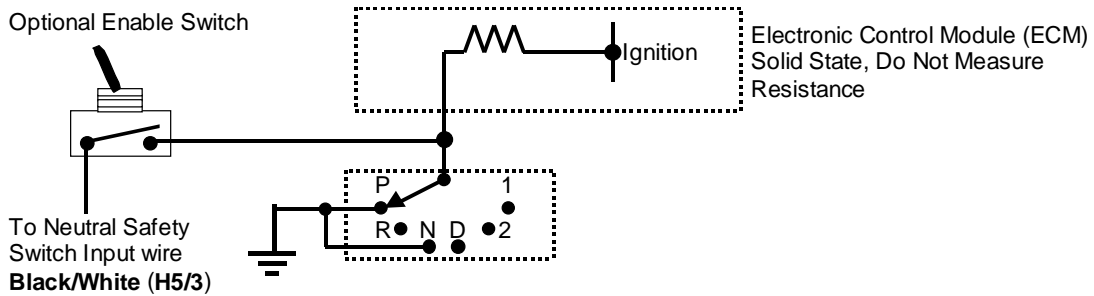 Optional Enable Switch
Ignition
Electronic Control Module (ECM)
Solid State, Do Not Measure
Resistance
P 1
R N D 2
To Neutral Safety
Switch Input wire
Black/White (H5/3)